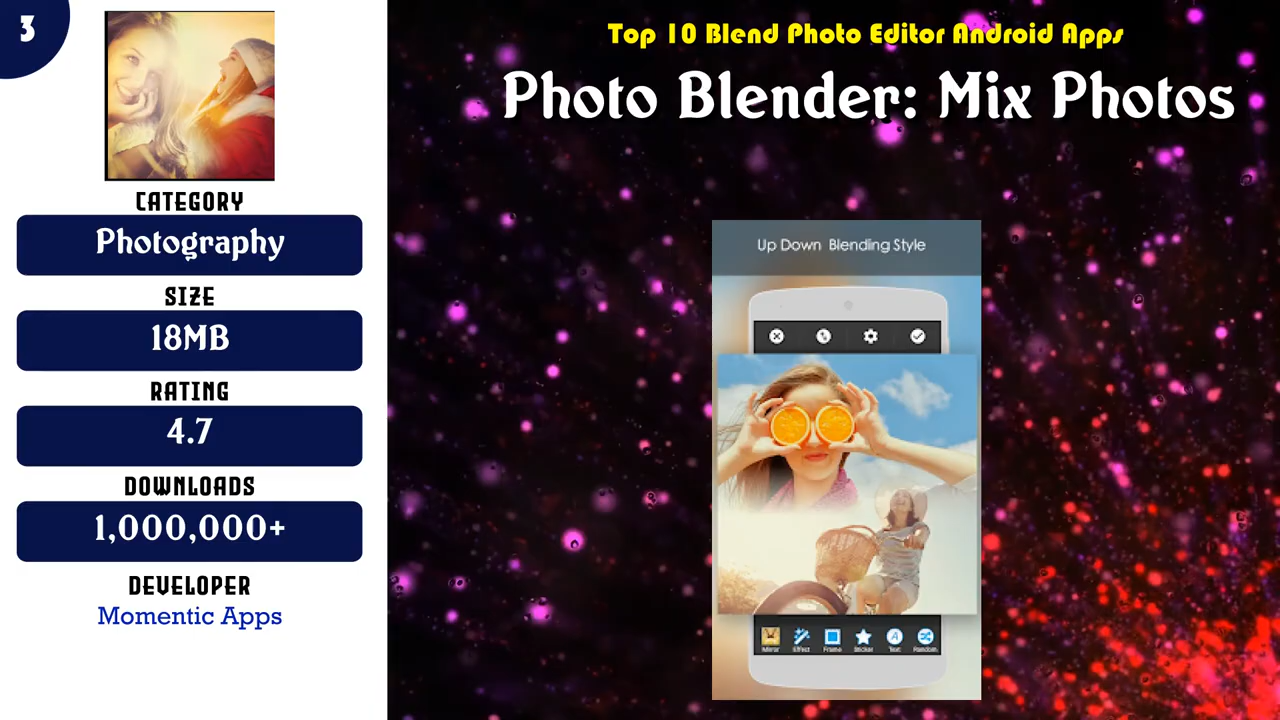 3
CATEGORY
Photography
SIZE
18MB
RATING
4.7
DOWNLOADS
1,000,000+
DEVELOPER
Momentic Apps
Top 10 Blend Photo Editor Android Apps
Photo Blender: Mix Photos
Up Down Blending Style
Mirror Effect Frame Sticker Text Random